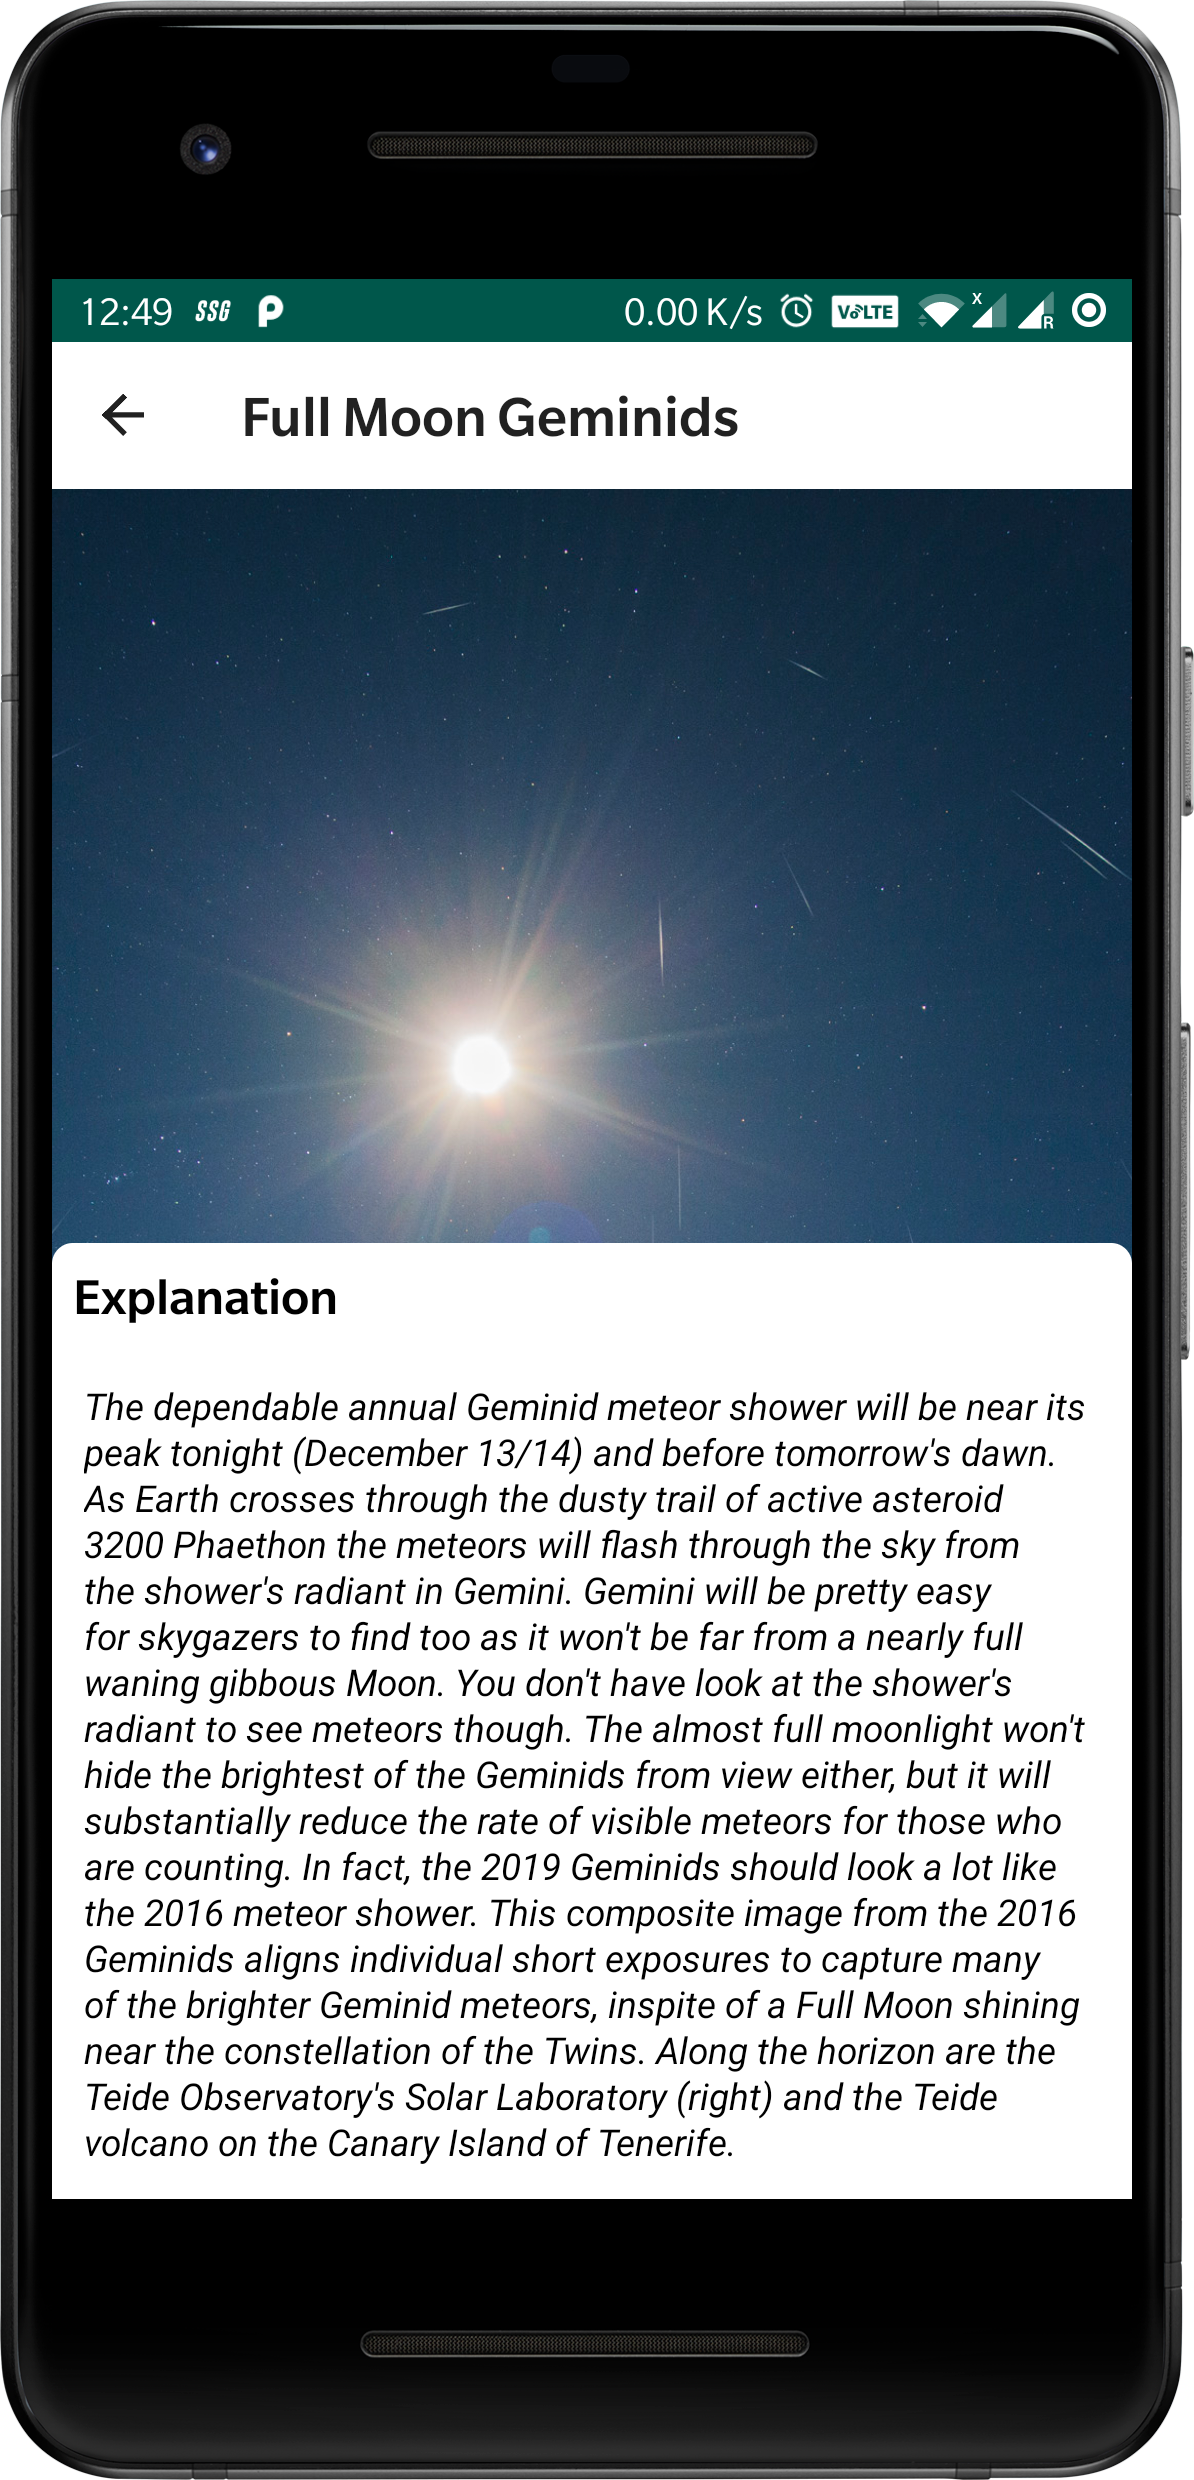 12:49 SSG 0.00 K/s VoLTE X R
Full Moon Geminids
Explanation
The dependable annual Geminid meteor shower will be near its
peak tonight (December 13/14) and before tomorrow's dawn.
As Earth crosses through the dusty trail of active asteroid
3200 Phaethon the meteors will flash through the sky from
the shower's radiant in Gemini. Gemini will be pretty easy
for skygazers to find too as it won't be far from a nearly full
waning gibbous Moon. You don't have look at the shower's
radiant to see meteors though. The almost full moonlight won't
hide the brightest of the Geminids from view either, but it will
substantially reduce the rate of visible meteors for those who
are counting. In fact, the 2019 Geminids should look a lot like
the 2016 meteor shower. This composite image from the 2016
Geminids aligns individual short exposures to capture many
of the brighter Geminid meteors, inspite of a Full Moon shining
near the constellation of the Twins. Along the horizon are the
Teide Observatory's Solar Laboratory (right) and the Teide
volcano on the Canary Island of Tenerife.